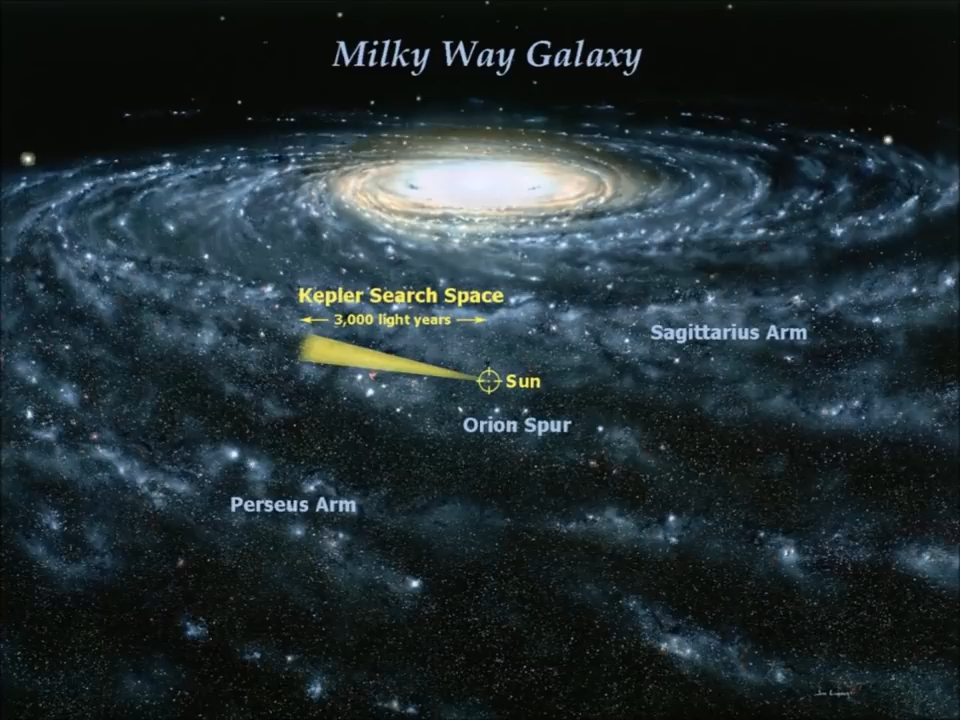 Milky Way Galaxy
Kepler Search Space
3,000 light years
Sagittarius Arm
Sun
Orion Spur
Perseus Arm